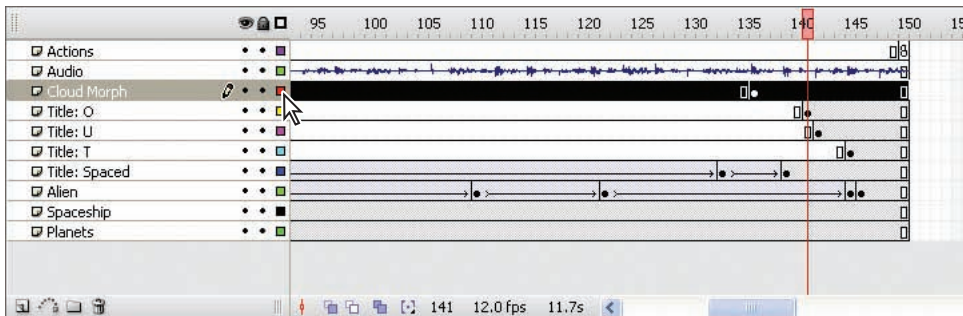 95 100 105 110 115 120 125 130 135 140 145 150 15
Actions
Audio
Cloud Morph
Title: O
Title: U
Title: T
Title: Spaced
Alien
Spaceship
Planets
141 12.0 fps 11.7s